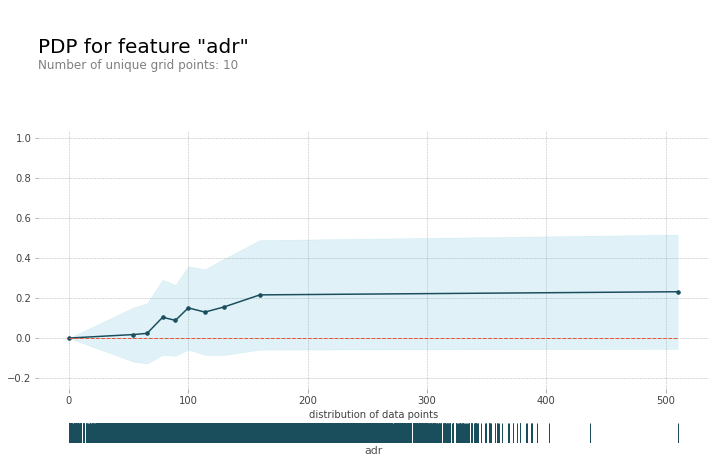 PDP for feature "adr"
Number of unique grid points: 10
1.0
0.8
0.6
0.4
0.2
0.0
−0.2
0 100 200 300 400 500
distribution of data points
adr